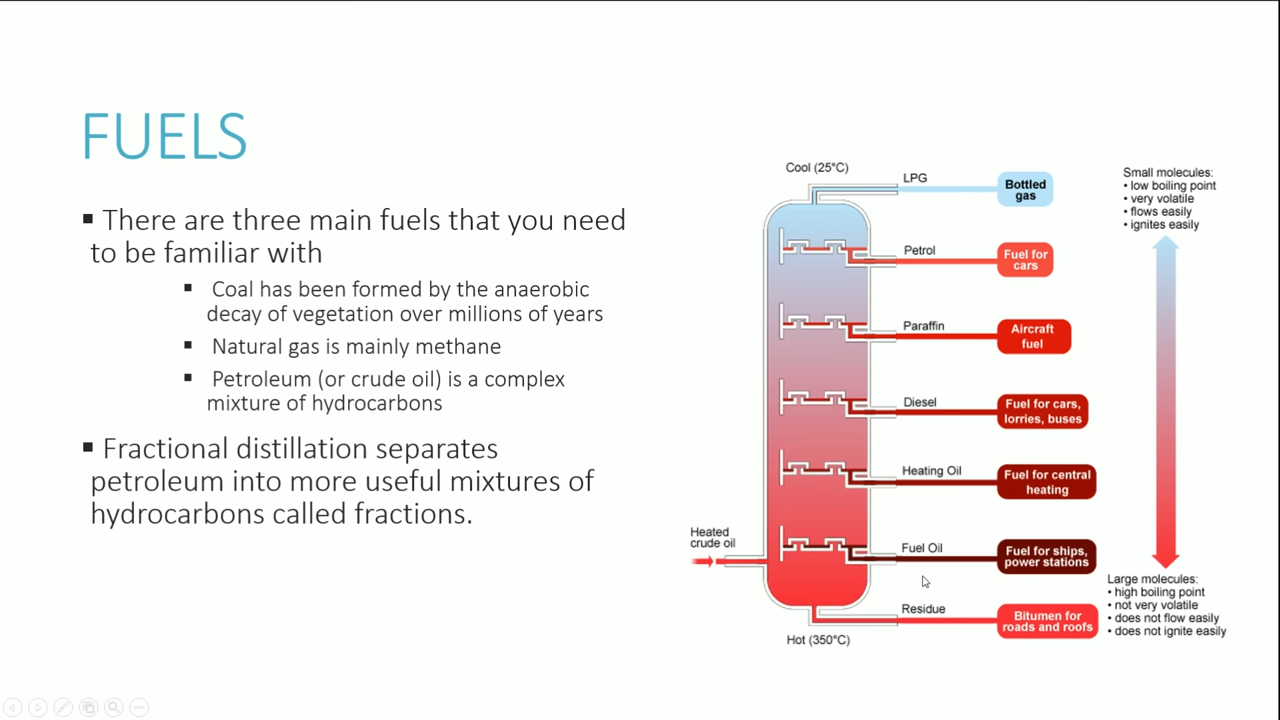 FUELS
▪ There are three main fuels that you need
to be familiar with
▪ Coal has been formed by the anaerobic
decay of vegetation over millions of years
▪ Natural gas is mainly methane
▪ Petroleum (or crude oil) is a complex
mixture of hydrocarbons
▪ Fractional distillation separates
petroleum into more useful mixtures of
hydrocarbons called fractions.
Cool (25°C)
LPG
Bottled
gas
Petrol
Fuel for
cars
Paraffin
Aircraft
fuel
Diesel
Fuel for cars,
lorries, buses
Heating Oil
Fuel for central
heating
Heated
crude oil
Fuel Oil
Fuel for ships,
power stations
Residue
Bitumen for
roads and roofs
Hot (350°C)
Small molecules:
• low boiling point
• very volatile
• flows easily
• ignites easily
Large molecules:
• high boiling point
• not very volatile
• does not flow easily
• does not ignite easily